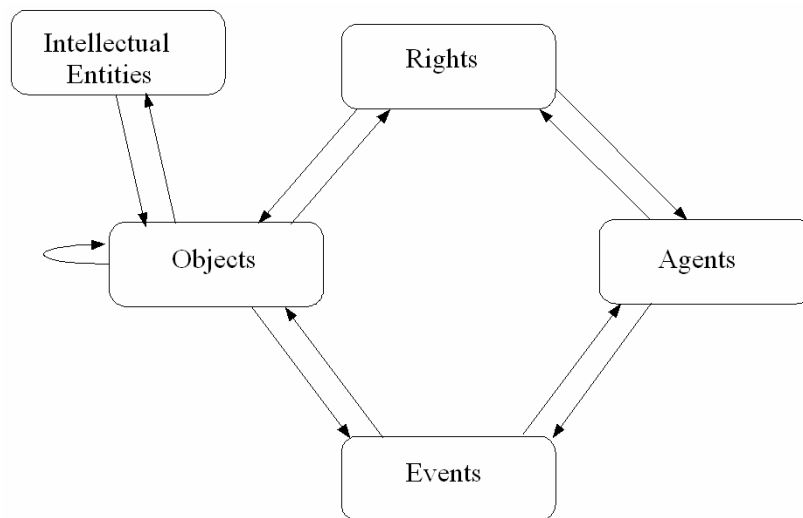 Intellectual
Entities
Rights
Objects
Agents
Events